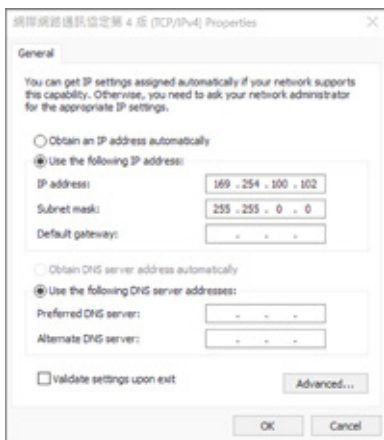 網際網路通訊協定第 4 版 (TCP/IPv4) Properties
General
You can get IP settings assigned automatically if your network supports
this capability. Otherwise, you need to ask your network administrator
for the appropriate IP settings.
Obtain an IP address automatically
Use the following IP address:
IP address: 169 . 254 . 100 . 102
Subnet mask: 255 . 255 . 0 . 0
Default gateway: . . .
Obtain DNS server address automatically
Use the following DNS server addresses:
Preferred DNS server: . . .
Alternate DNS server: . . .
Validate settings upon exit
Advanced...
OK Cancel